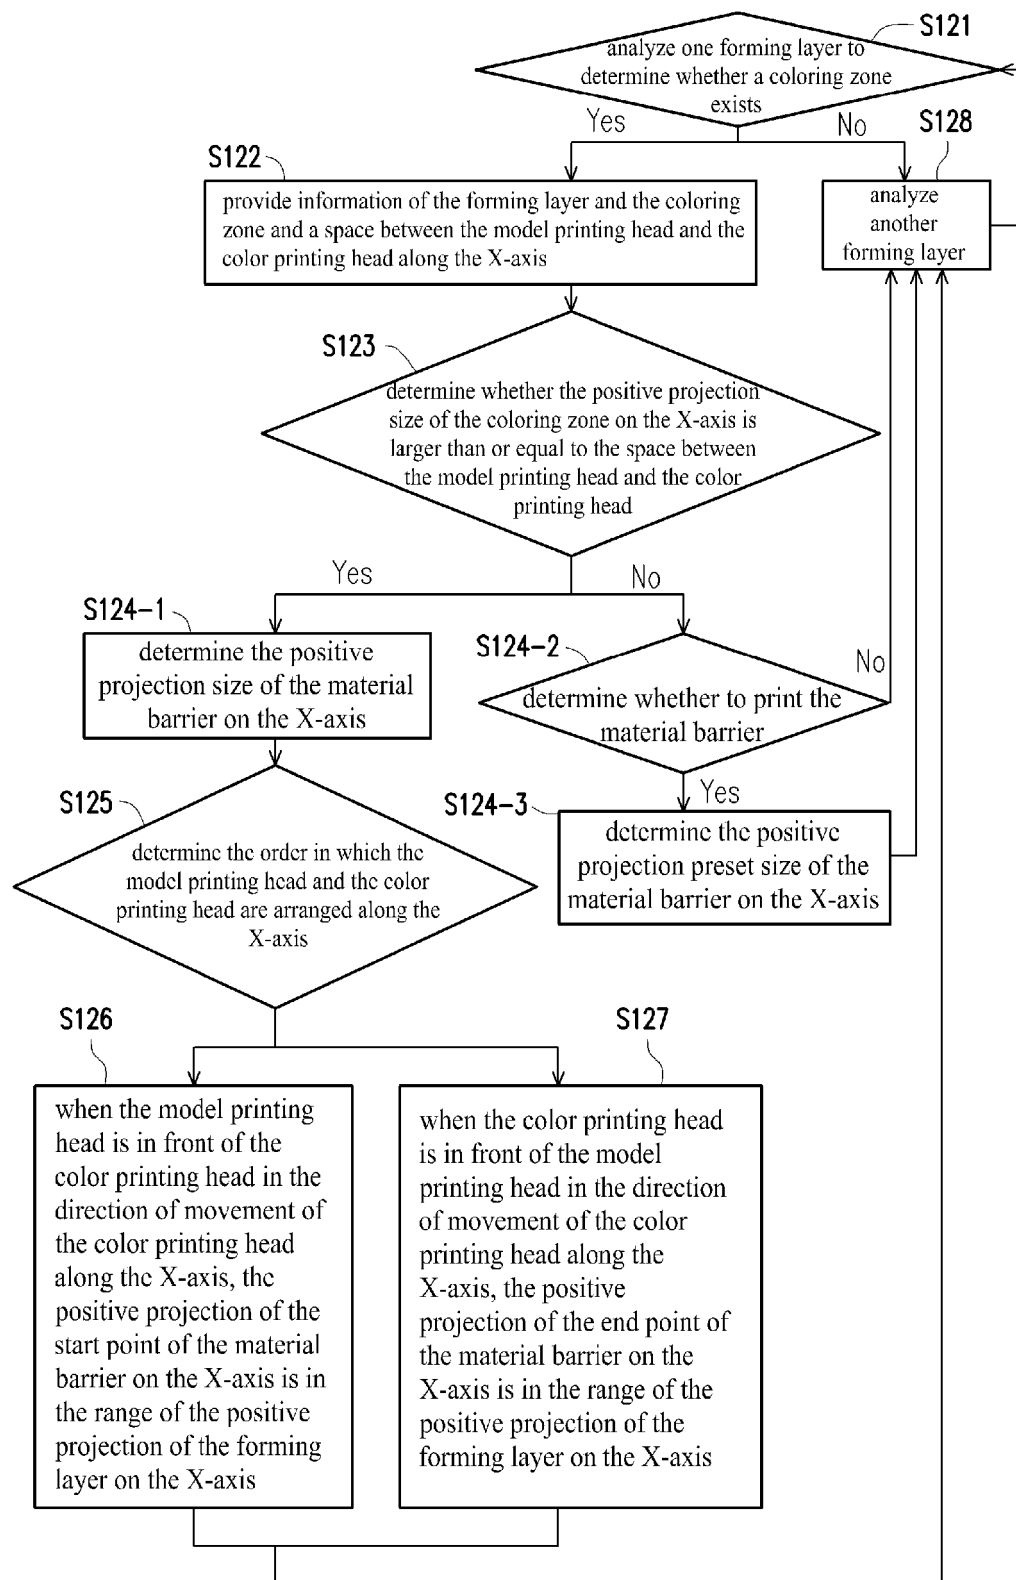 S121
analyze one forming layer to
determine whether a coloring zone
exists
Yes
No
S128
analyze
another
forming layer
S122
provide information of the forming layer and the coloring
zone and a space between the model printing head and the
color printing head along the X-axis
S123
determine whether the positive projection
size of the coloring zone on the X-axis is
larger than or equal to the space between
the model printing head and the color
printing head
Yes
No
S124-1
determine the positive
projection size of the material
barrier on the X-axis
S124-2
No
determine whether to print the
material barrier
Yes
S124-3
determine the positive
projection preset size of the
material barrier on the X-axis
S125
determine the order in which the
model printing head and the color
printing head are arranged along the
X-axis
S126
when the model printing
head is in front of the
color printing head in the
direction of movement of
the color printing head
along the X-axis, the
positive projection of the
start point of the material
barrier on the X-axis is in
the range of the positive
projection of the forming
layer on the X-axis
S127
when the color printing head
is in front of the model
printing head in the direction
of movement of the color
printing head along the
X-axis, the positive
projection of the end point of
the material barrier on the
X-axis is in the range of the
positive projection of the
forming layer on the X-axis